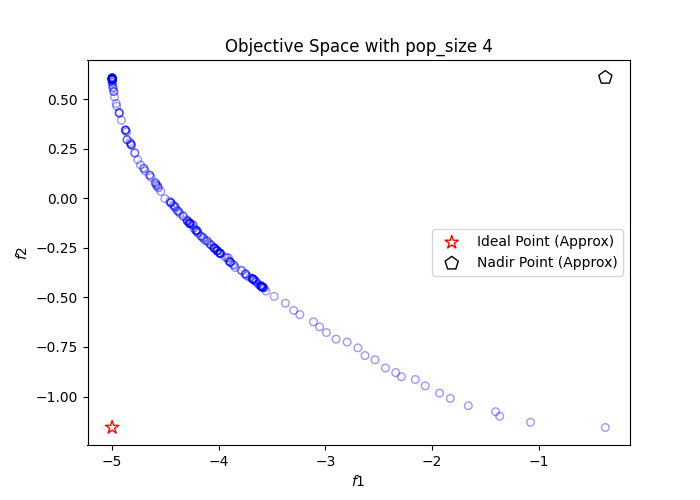 Objective Space with pop_size 4
0.50
0.25
0.00
−0.25
−0.50
−0.75
−1.00
f2
Ideal Point (Approx)
Nadir Point (Approx)
−5
−4
−3
−2
−1
f1